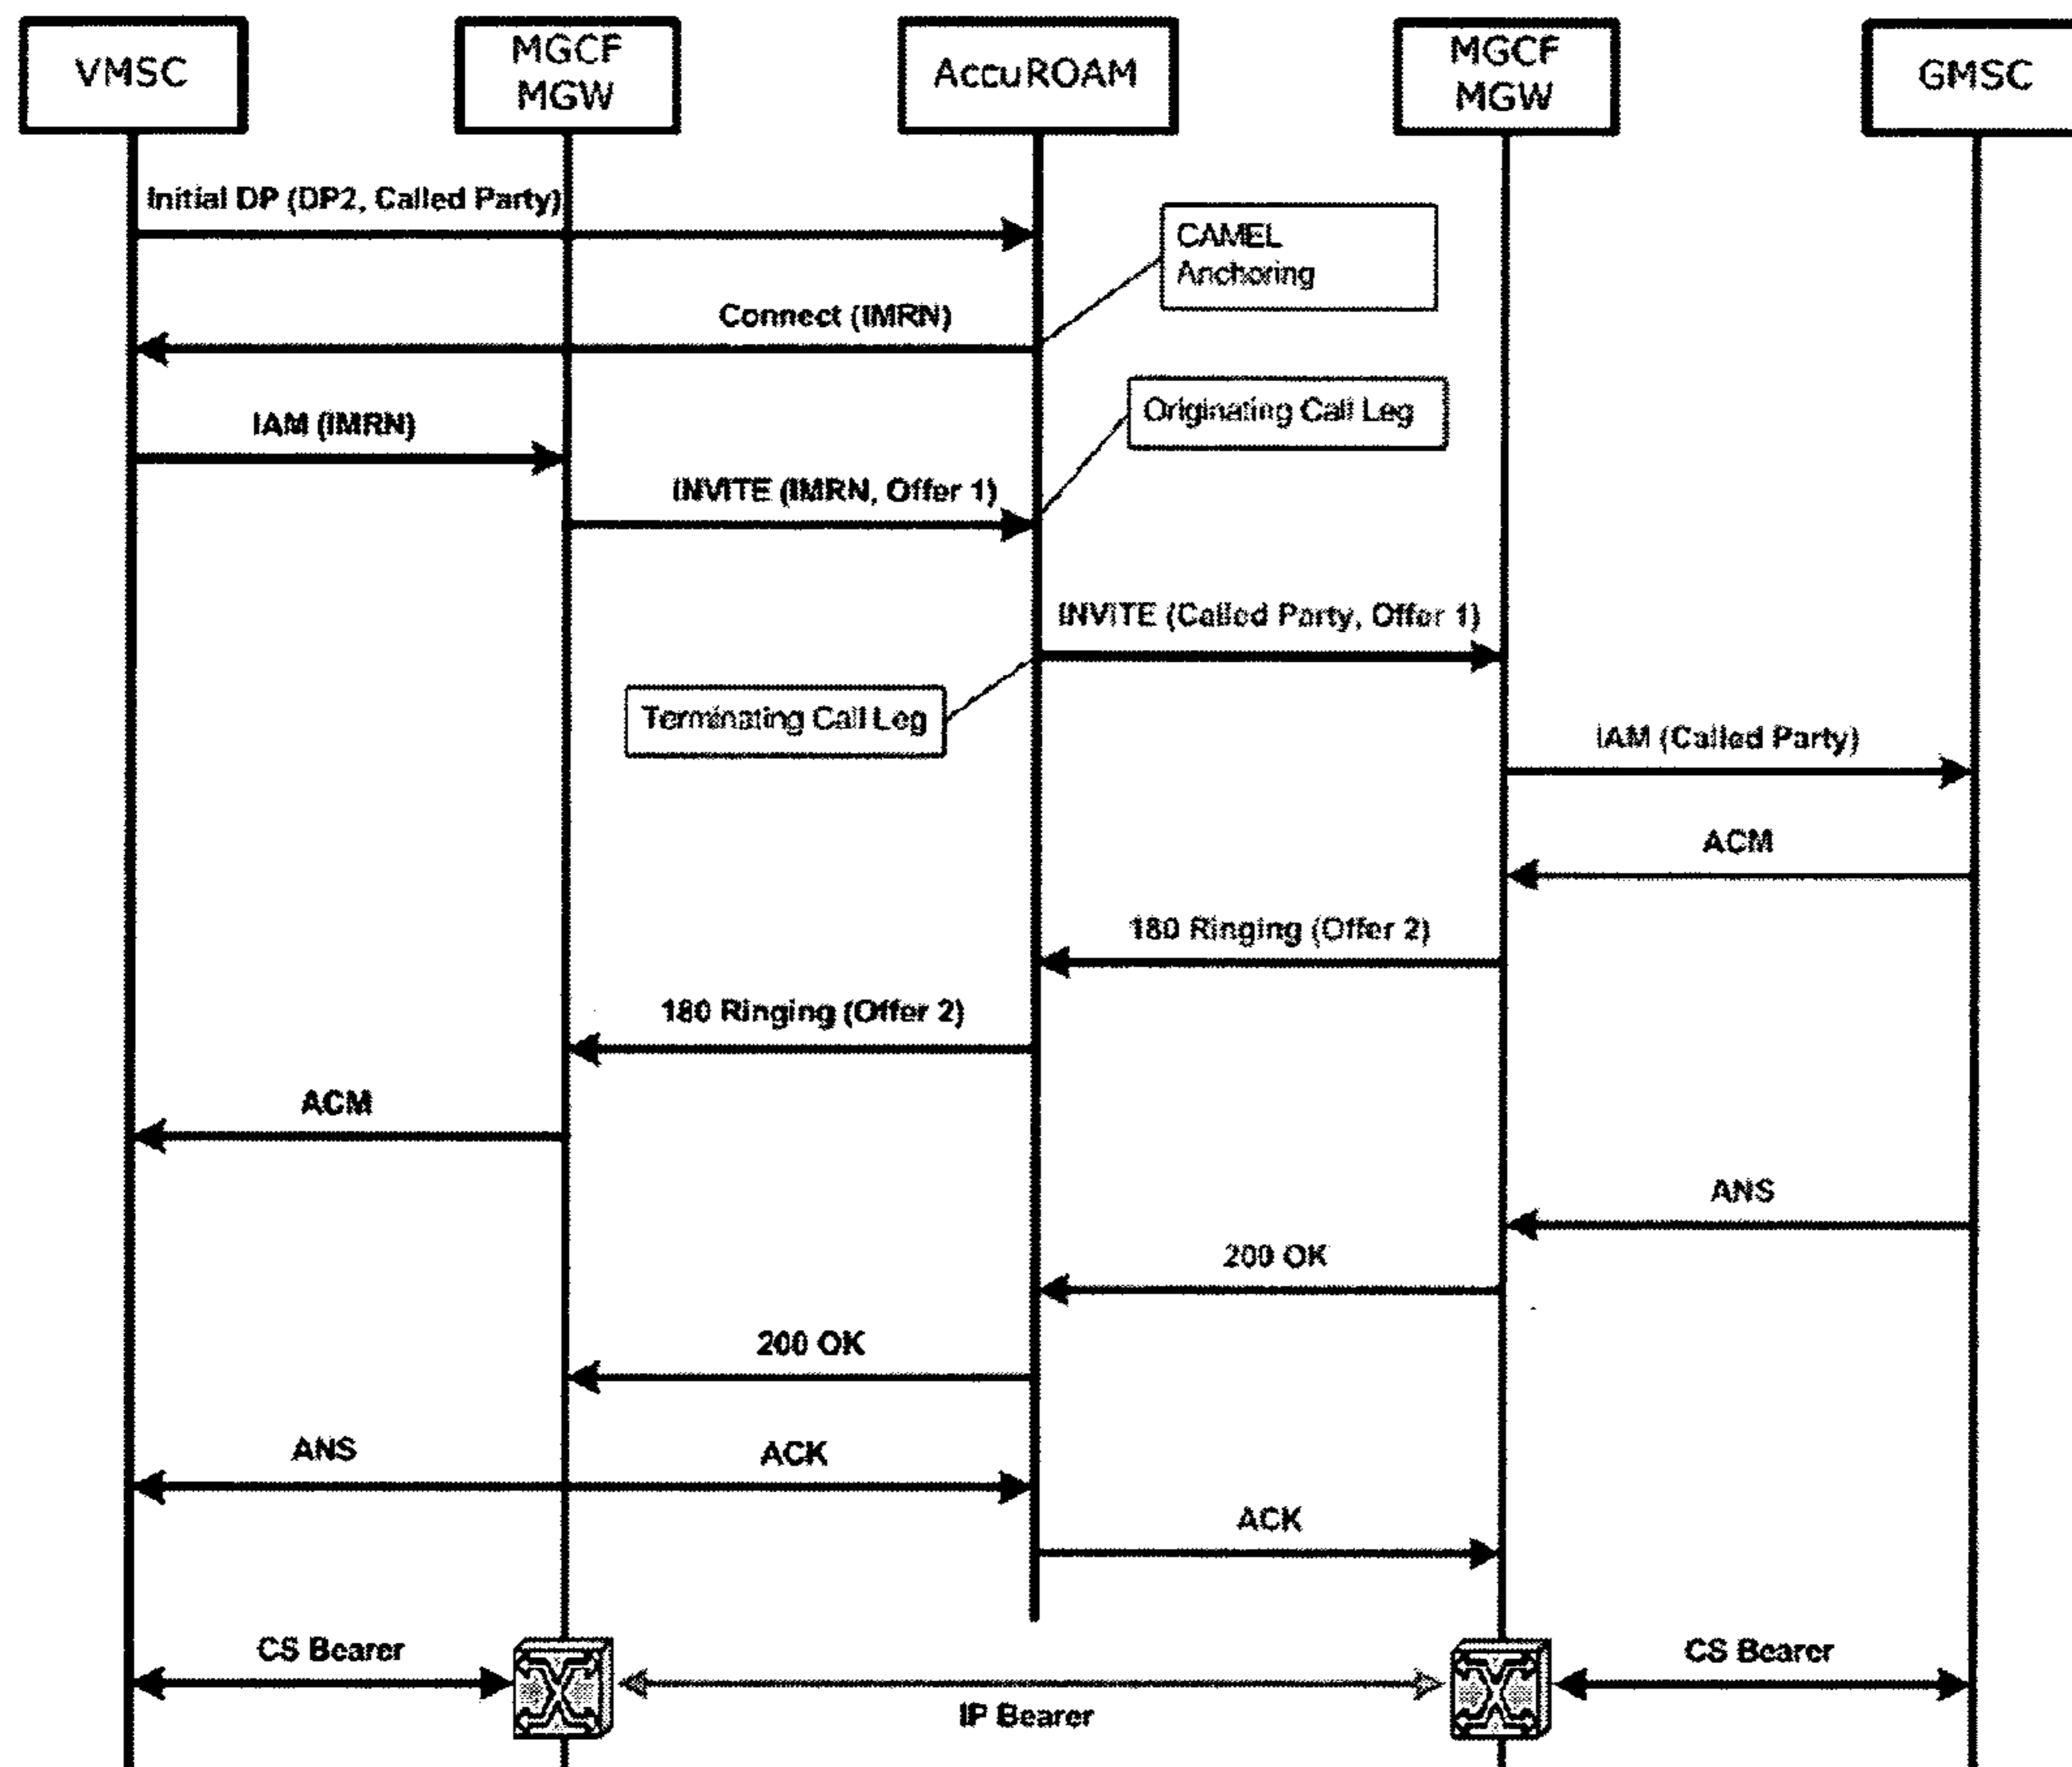 VMSC
MGCF
MGW
AccuROAM
MGCF
MGW
GMSC
Initial DP (DP2, Called Party)
CAMEL
Anchoring
Connect (IMRN)
Originating Call Leg
IAM (IMRN)
INVITE (IMRN, Offer 1)
INVITE (Called Party, Offer 1)
Terminating Call Leg
IAM (Called Party)
ACM
180 Ringing (Offer 2)
180 Ringing (Offer 2)
ACM
ANS
200 OK
200 OK
ANS
ACK
ACK
CS Bearer
CS Bearer
IP Bearer